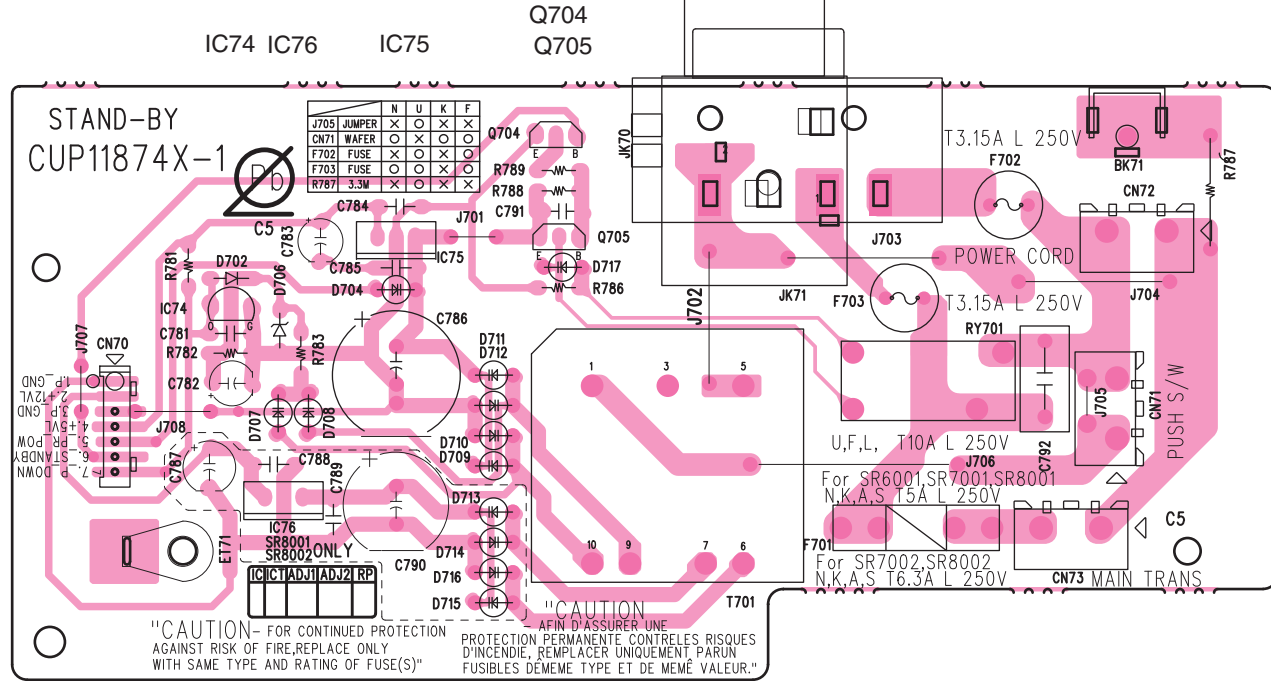 Q704
IC74 IC76 IC75 Q705
STAND-BY
CUP11874X-1
Pb
N U K F
J705 JUMPER X O X X
CN71 WAFER O X O O
F702 FUSE X O X O
F703 FUSE O O X O
R787 3.3M X O X X
Q704
E B
R789
R788
C791
C784
J701
Q705
E B
IC75
D717
R786
C5
C783
C785
D704
R781
D702
D706
IC74
O G
C781
R782
R783
C782
C786
D711
D712
D710
D709
D707
D708
J707
CN70
1.P_GND
2.+12VL
3.P_GND
4.+5VL
5. PR_POW
6. STANDBY
7. P_DOWN
J708
C787
C788
C789
IC76
SR8001
SR8002 ONLY
C790
D713
D714
D716
D715
ET71
IC ICT ADJ1 ADJ2 RP
JK70
2
1
J703
JK71
J702
T3.15A L 250V
F702
BK71
R787
CN72
POWER CORD
J704
F703
T3.15A L 250V
RY701
C792
J705
CN71
PUSH S/W
1 3 5
10 9 7 6
T701
U,F,L, T10A L 250V
J706
For SR6001,SR7001,SR8001
N,K,A,S T5A L 250V
F701
For SR7002,SR8002
N,K,A,S T6.3A L 250V
C5
CN73 MAIN TRANS
"CAUTION- FOR CONTINUED PROTECTION
AGAINST RISK OF FIRE,REPLACE ONLY
WITH SAME TYPE AND RATING OF FUSE(S)"
"CAUTION
AFIN D'ASSURER UNE
PROTECTION PERMANENTE CONTRELES RISQUES
D'INCENDIE, REMPLACER UNIQUEMENT PARUN
FUSIBLES DÉMEME TYPE ET DE MEMÊ VALEUR."